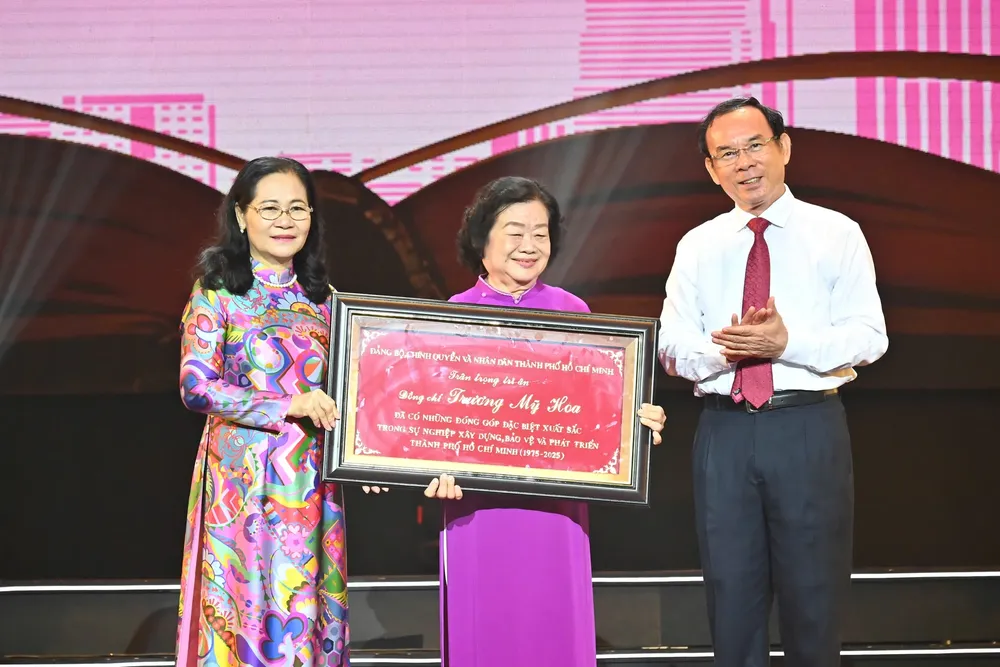 ĐẢNG BỘ, CHÍNH QUYỀN VÀ NHÂN DÂN THÀNH PHỐ HỒ CHÍ MINH
Trân trọng tri ân
Đồng chí Trương Mỹ Hoa
ĐÃ CÓ NHỮNG ĐÓNG GÓP ĐẶC BIỆT XUẤT SẮC
TRONG SỰ NGHIỆP XÂY DỰNG, BẢO VỆ VÀ PHÁT TRIỂN
THÀNH PHỐ HỒ CHÍ MINH (1975-2025)